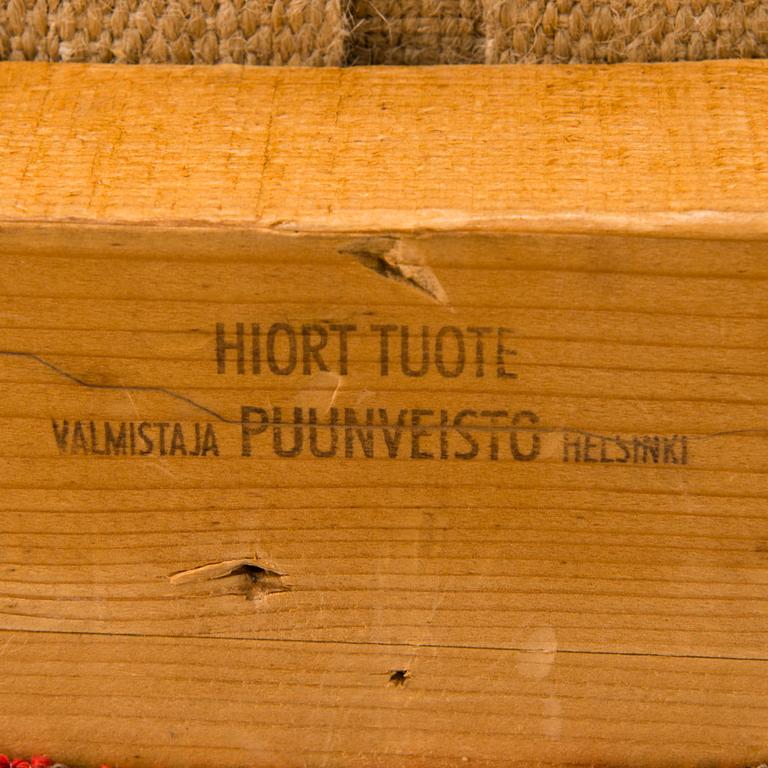 HIORT TUOTE
VALMISTAJA PUUNVEISTO HELSINKI